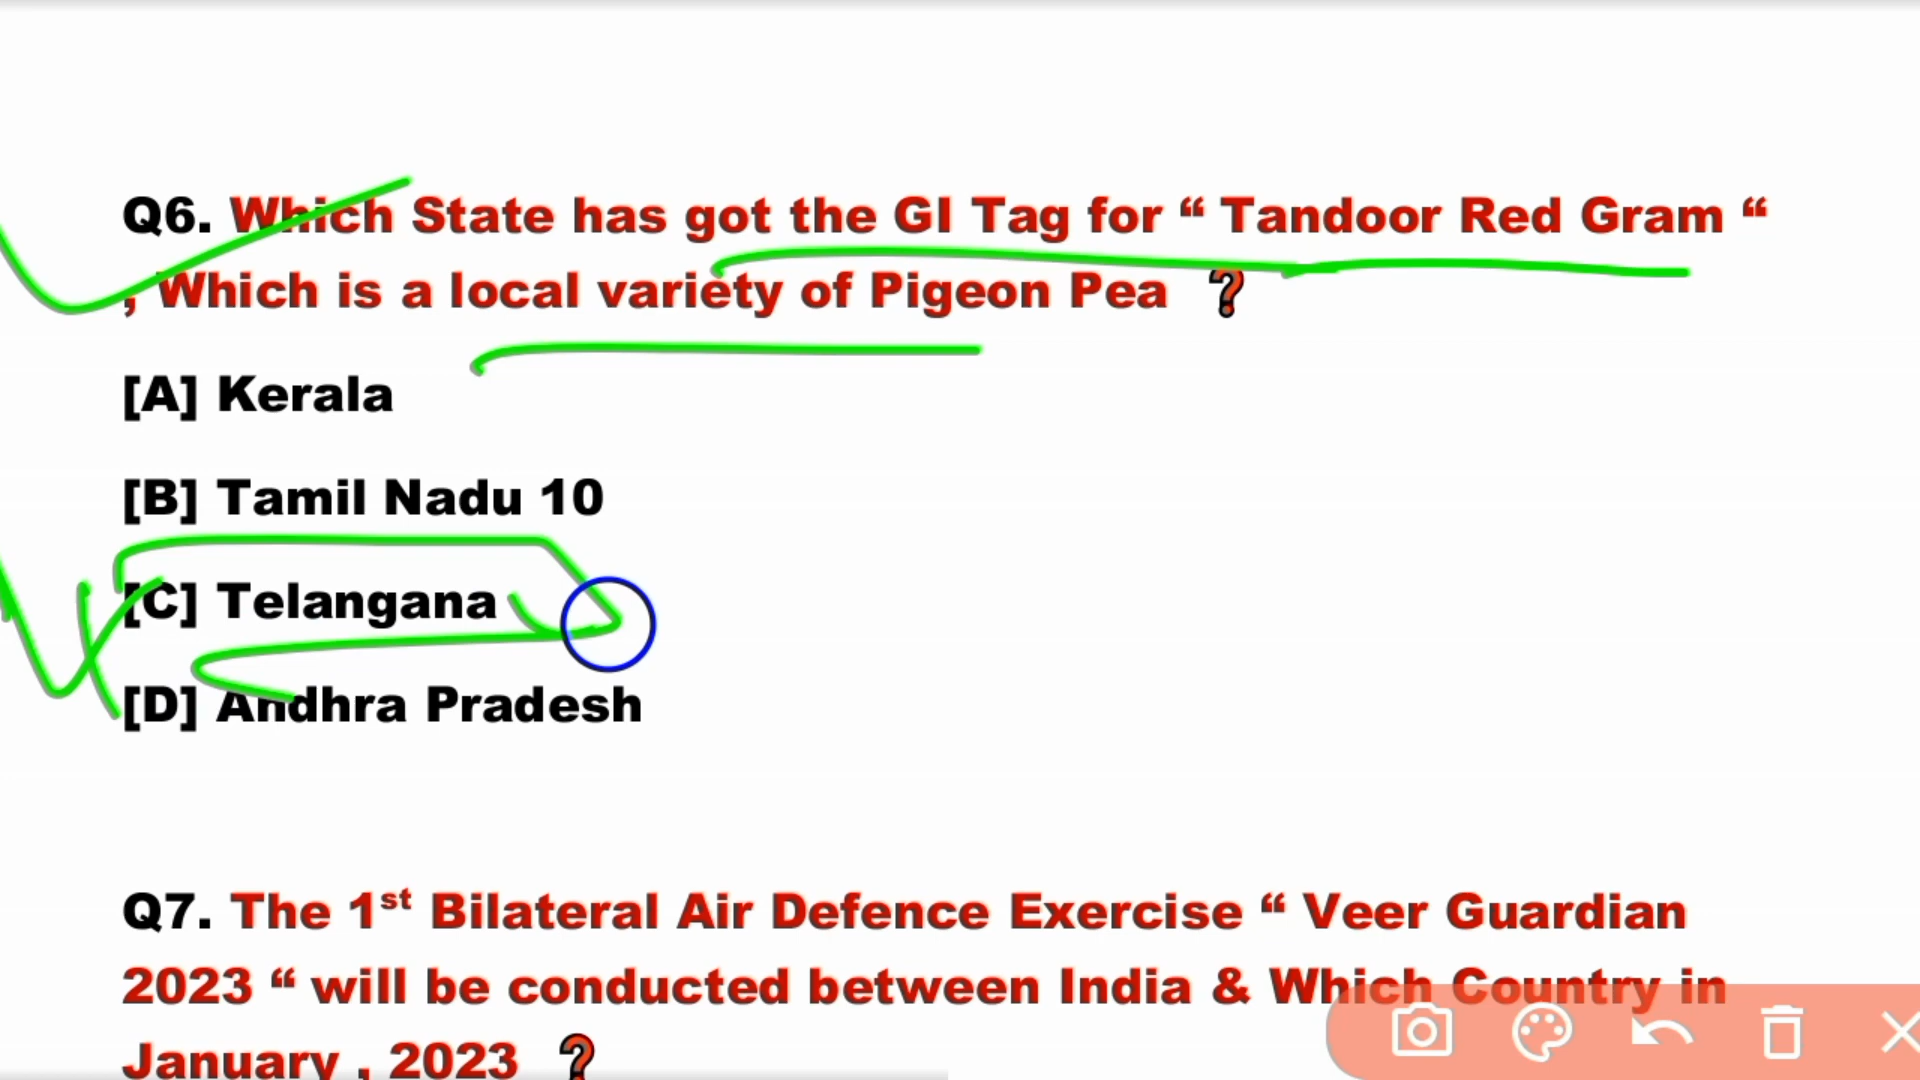 Q6. Which State has got the GI Tag for “ Tandoor Red Gram “
, Which is a local variety of Pigeon Pea ❓
[A] Kerala
[B] Tamil Nadu 10
[C] Telangana
[D] Andhra Pradesh
Q7. The 1st Bilateral Air Defence Exercise “ Veer Guardian
2023 “ will be conducted between India & Which Country in
January , 2023 ❓